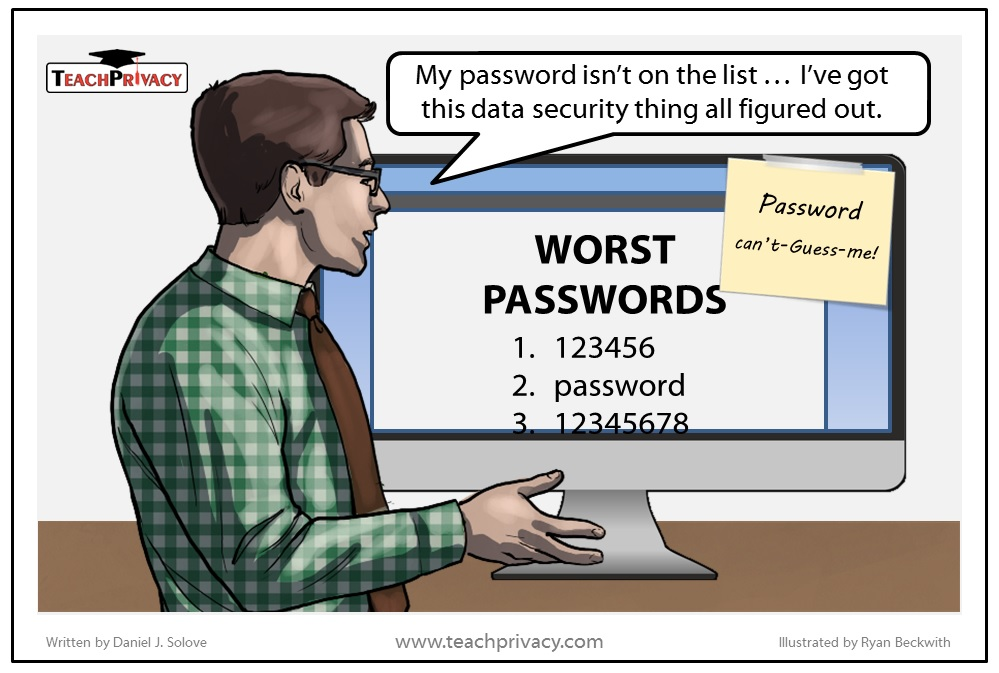 TEACHPRIVACY
My password isn't on the list ... I've got
this data security thing all figured out.
Password
can't-Guess-me!
WORST
PASSWORDS
1. 123456
2. password
3. 12345678
Written by Daniel J. Solove
www.teachprivacy.com
Illustrated by Ryan Beckwith